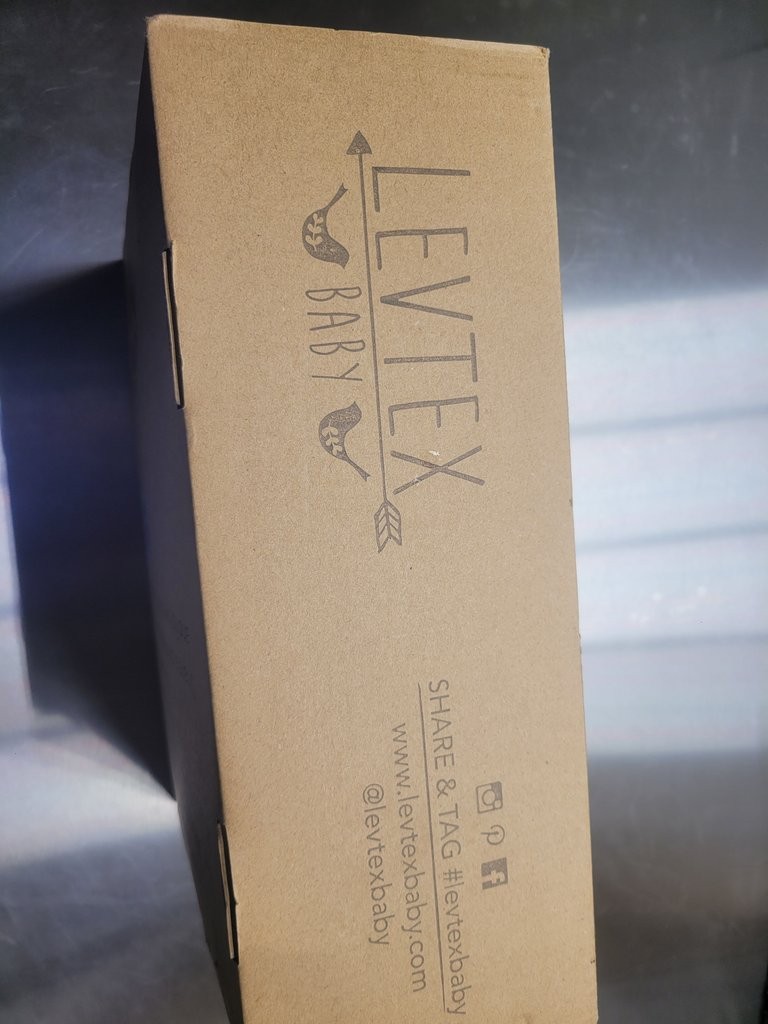 LEVTEX
BABY
SHARE & TAG #levtexbaby
www.levtexbaby.com
@levtexbaby